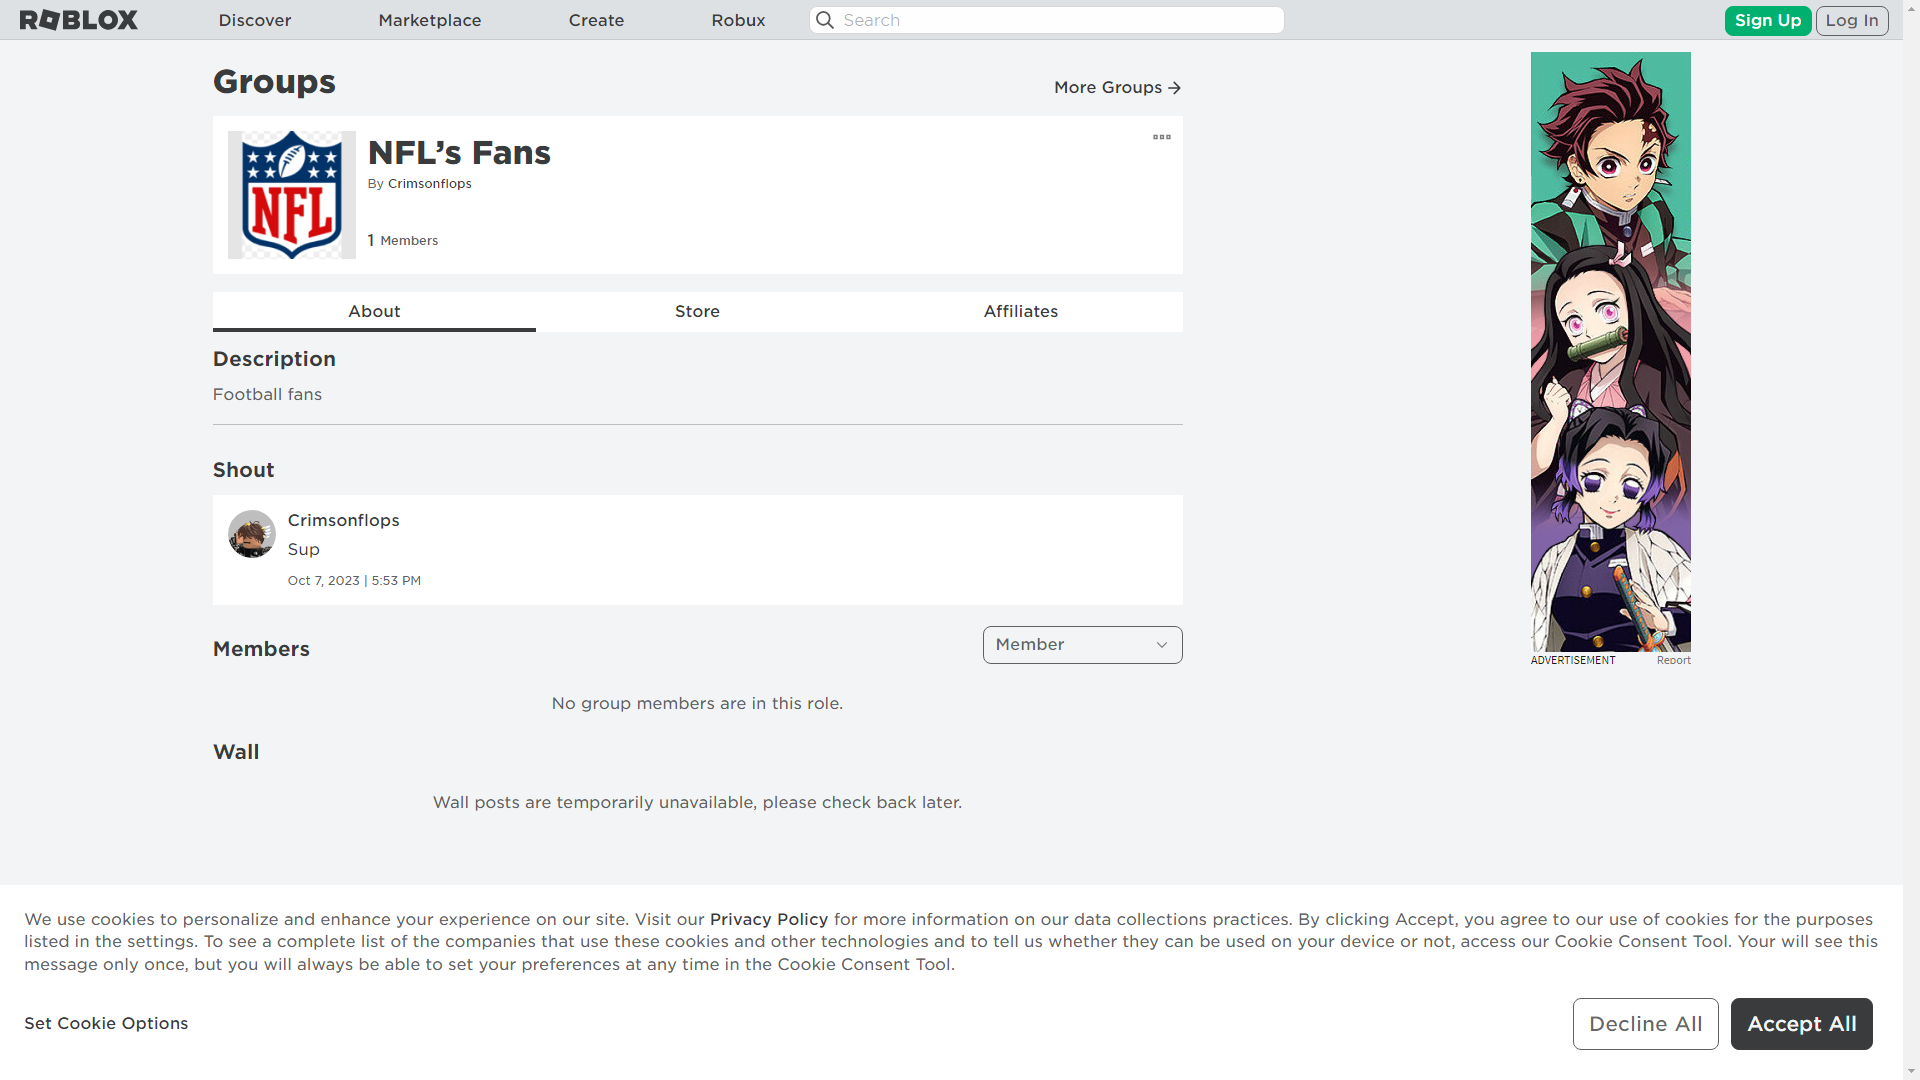 ROBLOX
Discover
Marketplace
Create
Robux
Search
Sign Up
Log In
Groups
More Groups
NFL
NFL’s Fans
By Crimsonflops
1 Members
About
Store
Affiliates
Description
Football fans
Shout
Crimsonflops
Sup
Oct 7, 2023 | 5:53 PM
Members
Member
No group members are in this role.
Wall
Wall posts are temporarily unavailable, please check back later.
ADVERTISEMENT
Report
We use cookies to personalize and enhance your experience on our site. Visit our Privacy Policy for more information on our data collections practices. By clicking Accept, you agree to our use of cookies for the purposes
listed in the settings. To see a complete list of the companies that use these cookies and other technologies and to tell us whether they can be used on your device or not, access our Cookie Consent Tool. Your will see this
message only once, but you will always be able to set your preferences at any time in the Cookie Consent Tool.
Set Cookie Options
Decline All
Accept All